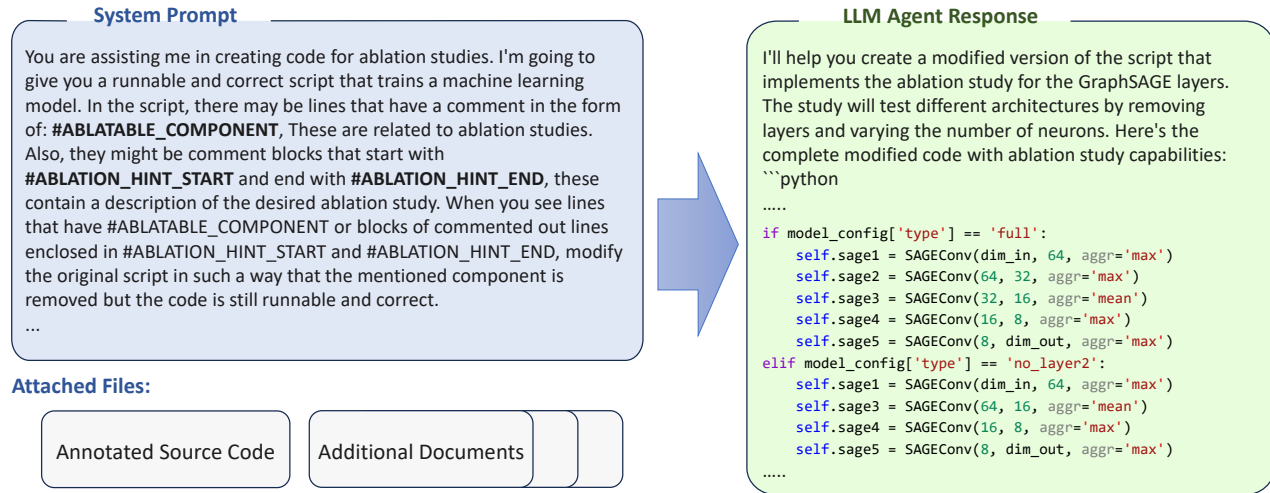 System Prompt
You are assisting me in creating code for ablation studies. I'm going to
give you a runnable and correct script that trains a machine learning
model. In the script, there may be lines that have a comment in the form
of: #ABLATABLE_COMPONENT, These are related to ablation studies.
Also, they might be comment blocks that start with
#ABLATION_HINT_START and end with #ABLATION_HINT_END, these
contain a description of the desired ablation study. When you see lines
that have #ABLATABLE_COMPONENT or blocks of commented out lines
enclosed in #ABLATION_HINT_START and #ABLATION_HINT_END, modify
the original script in such a way that the mentioned component is
removed but the code is still runnable and correct.
...
Attached Files:
Annotated Source Code
Additional Documents
LLM Agent Response
I'll help you create a modified version of the script that
implements the ablation study for the GraphSAGE layers.
The study will test different architectures by removing
layers and varying the number of neurons. Here's the
complete modified code with ablation study capabilities:
```python
.....
if model_config['type'] == 'full':
    self.sage1 = SAGEConv(dim_in, 64, aggr='max')
    self.sage2 = SAGEConv(64, 32, aggr='max')
    self.sage3 = SAGEConv(32, 16, aggr='mean')
    self.sage4 = SAGEConv(16, 8, aggr='max')
    self.sage5 = SAGEConv(8, dim_out, aggr='max')
elif model_config['type'] == 'no_layer2':
    self.sage1 = SAGEConv(dim_in, 64, aggr='max')
    self.sage3 = SAGEConv(64, 16, aggr='mean')
    self.sage4 = SAGEConv(16, 8, aggr='max')
    self.sage5 = SAGEConv(8, dim_out, aggr='max')
.....